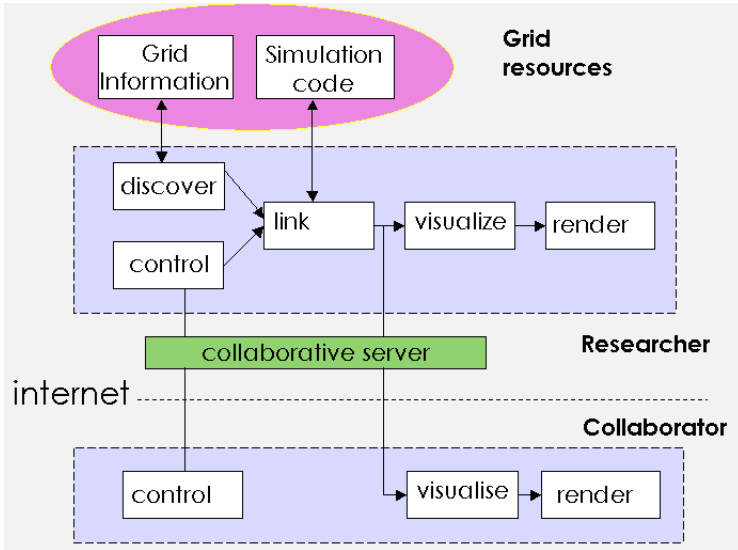 Grid
Information
Simulation
code
Grid
resources
discover
link
visualize
render
control
collaborative server
Researcher
internet
Collaborator
control
visualise
render